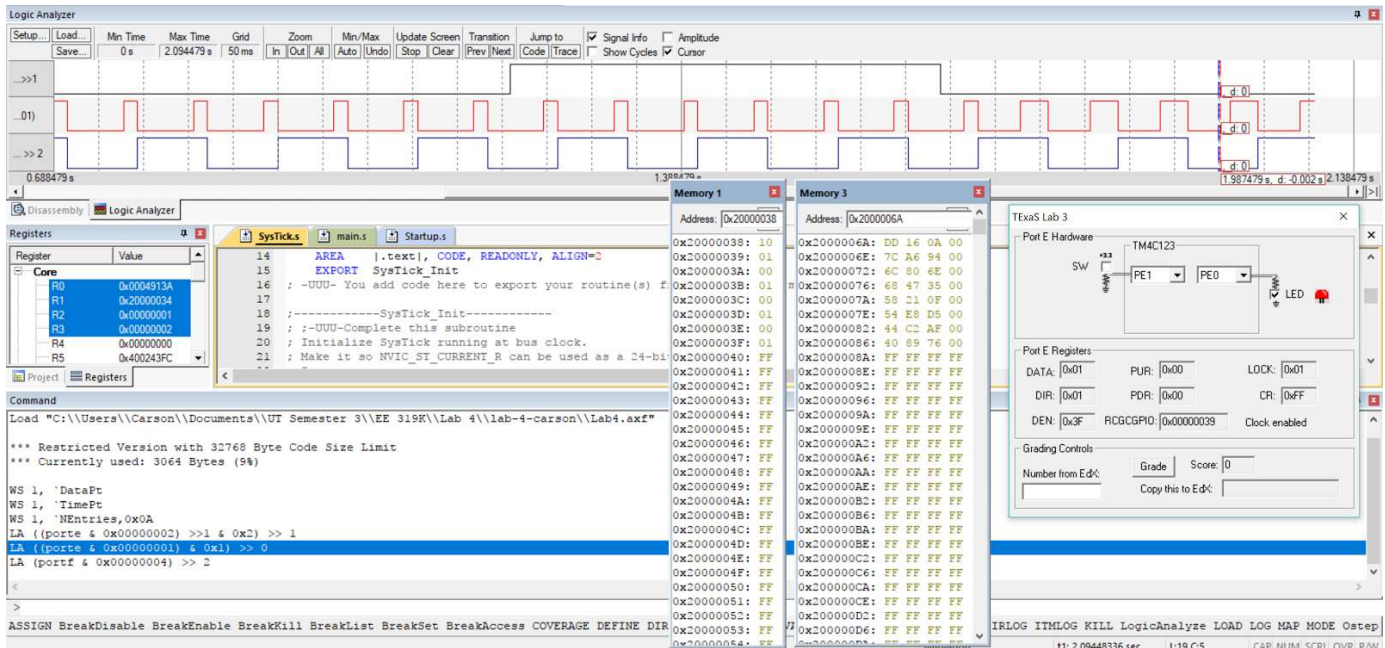 Logic Analyzer
Setup... Load... Min Time Max Time Grid Zoom Min/Max Update Screen Transition Jump to Signal Info Amplitude
Save... 0 s 2.094479 s 50 ms In Out All Auto Undo Stop Clear Prev Next Code Trace Show Cycles Cursor
...>>1
...01)
... >> 2
, d: 0
, d: 0
, d: 0
0.688479 s 1.388479 s 1.987479 s, d: -0.002 s 2.138479 s
Disassembly Logic Analyzer
Registers
Register Value
Core
R0 0x0004913A
R1 0x20000034
R2 0x00000001
R3 0x00000002
R4 0x00000000
R5 0x400243FC
Project Registers
SysTick.s main.s Startup.s
14 AREA |.text|, CODE, READONLY, ALIGN=2
15 EXPORT SysTick_Init
16 ; -UUU- You add code here to export your routine(s) f
17
18 ;------------SysTick_Init------------
19 ; ;-UUU-Complete this subroutine
20 ; Initialize SysTick running at bus clock.
21 ; Make it so NVIC_ST_CURRENT_R can be used as a 24-bi
Command
Load "C:\\Users\\Carson\\Documents\\UT Semester 3\\EE 319K\\Lab 4\\lab-4-carson\\Lab4.axf"
*** Restricted Version with 32768 Byte Code Size Limit
*** Currently used: 3064 Bytes (9%)
WS 1, `DataPt
WS 1, `TimePt
WS 1, `NEntries,0x0A
LA ((porte & 0x00000002) >>1 & 0x2) >> 1
LA ((porte & 0x00000001) & 0x1) >> 0
LA (portf & 0x00000004) >> 2
>
ASSIGN BreakDisable BreakEnable BreakKill BreakList BreakSet BreakAccess COVERAGE DEFINE DIR
IRLOG ITMLOG KILL LogicAnalyze LOAD LOG MAP MODE Ostep
t1: 2.09448336 sec L:19 C:5 CAP NUM SCRL OVR R/W
Memory 1
Address: 0x20000038
0x20000038: 10
0x20000039: 01
0x2000003A: 00
0x2000003B: 01
0x2000003C: 00
0x2000003D: 01
0x2000003E: 00
0x2000003F: 01
0x20000040: FF
0x20000041: FF
0x20000042: FF
0x20000043: FF
0x20000044: FF
0x20000045: FF
0x20000046: FF
0x20000047: FF
0x20000048: FF
0x20000049: FF
0x2000004A: FF
0x2000004B: FF
0x2000004C: FF
0x2000004D: FF
0x2000004E: FF
0x2000004F: FF
0x20000050: FF
0x20000051: FF
0x20000052: FF
0x20000053: FF
0x20000054: FF
Memory 3
Address: 0x2000006A
0x2000006A: DD 16 0A 00
0x2000006E: 7C A6 94 00
0x20000072: 6C 80 6E 00
0x20000076: 68 47 35 00
0x2000007A: 58 21 0F 00
0x2000007E: 54 E8 D5 00
0x20000082: 44 C2 AF 00
0x20000086: 40 89 76 00
0x2000008A: FF FF FF FF
0x2000008E: FF FF FF FF
0x20000092: FF FF FF FF
0x20000096: FF FF FF FF
0x2000009A: FF FF FF FF
0x2000009E: FF FF FF FF
0x200000A2: FF FF FF FF
0x200000A6: FF FF FF FF
0x200000AA: FF FF FF FF
0x200000AE: FF FF FF FF
0x200000B2: FF FF FF FF
0x200000B6: FF FF FF FF
0x200000BA: FF FF FF FF
0x200000BE: FF FF FF FF
0x200000C2: FF FF FF FF
0x200000C6: FF FF FF FF
0x200000CA: FF FF FF FF
0x200000CE: FF FF FF FF
0x200000D2: FF FF FF FF
0x200000D6: FF FF FF FF
TExaS Lab 3
Port E Hardware
TM4C123
+3.3
SW PE1 PE0 LED
Port E Registers
DATA: 0x01 PUR: 0x00 LOCK: 0x01
DIR: 0x01 PDR: 0x00 CR: 0xFF
DEN: 0x3F RCGCGPIO: 0x00000039 Clock enabled
Grading Controls
Number from EdX: Grade Score: 0
Copy this to EdX: